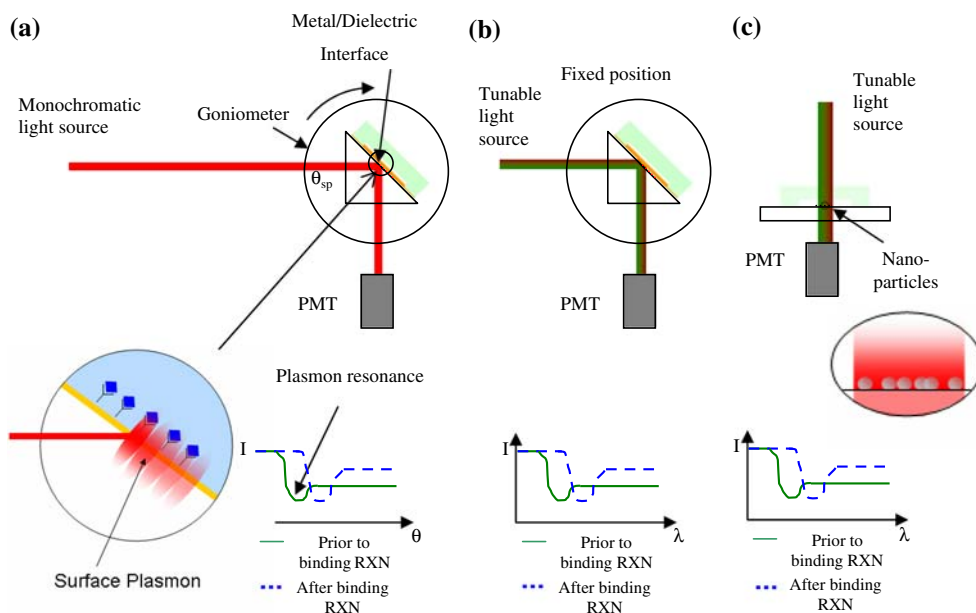 (a)
Metal/Dielectric
Interface
Monochromatic
light source
Goniometer
θsp
PMT
Plasmon resonance
Surface Plasmon
I
θ
Prior to
binding RXN
After binding
RXN
(b)
Fixed position
Tunable
light
source
PMT
I
λ
Prior to
binding RXN
After binding
RXN
(c)
Tunable
light
source
PMT
Nano-
particles
I
λ
Prior to
binding RXN
After binding
RXN